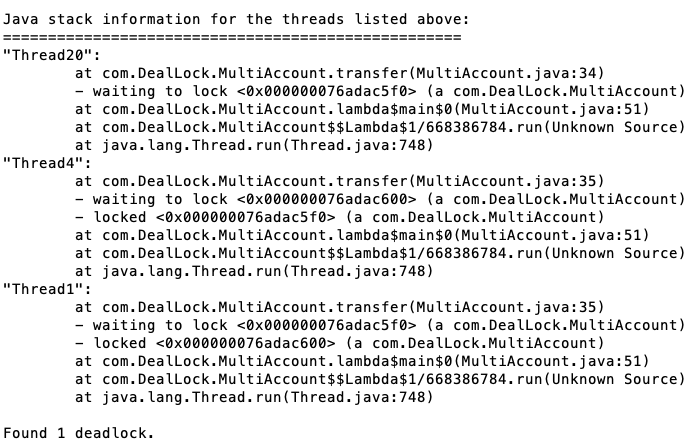 Java stack information for the threads listed above:
===================================================
"Thread20":
        at com.DealLock.MultiAccount.transfer(MultiAccount.java:34)
        - waiting to lock <0x000000076adac5f0> (a com.DealLock.MultiAccount)
        at com.DealLock.MultiAccount.lambda$main$0(MultiAccount.java:51)
        at com.DealLock.MultiAccount$$Lambda$1/668386784.run(Unknown Source)
        at java.lang.Thread.run(Thread.java:748)
"Thread4":
        at com.DealLock.MultiAccount.transfer(MultiAccount.java:35)
        - waiting to lock <0x000000076adac600> (a com.DealLock.MultiAccount)
        - locked <0x000000076adac5f0> (a com.DealLock.MultiAccount)
        at com.DealLock.MultiAccount.lambda$main$0(MultiAccount.java:51)
        at com.DealLock.MultiAccount$$Lambda$1/668386784.run(Unknown Source)
        at java.lang.Thread.run(Thread.java:748)
"Thread1":
        at com.DealLock.MultiAccount.transfer(MultiAccount.java:35)
        - waiting to lock <0x000000076adac5f0> (a com.DealLock.MultiAccount)
        - locked <0x000000076adac600> (a com.DealLock.MultiAccount)
        at com.DealLock.MultiAccount.lambda$main$0(MultiAccount.java:51)
        at com.DealLock.MultiAccount$$Lambda$1/668386784.run(Unknown Source)
        at java.lang.Thread.run(Thread.java:748)

Found 1 deadlock.